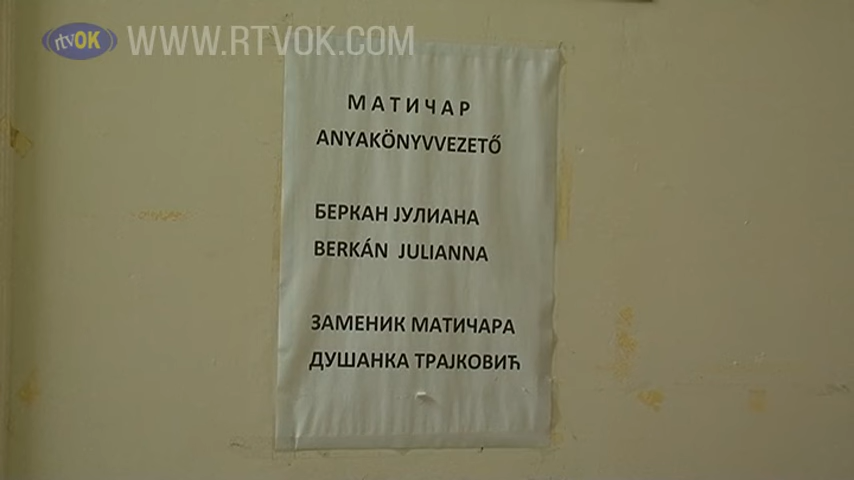 rtvOK WWW.RTVOK.COM
МАТИЧАР
ANYAKÖNYVVEZETŐ
БЕРКАН ЈУЛИАНА
BERKÁN JULIANNA
ЗАМЕНИК МАТИЧАРА
ДУШАНКА ТРАЈКОВИЋ